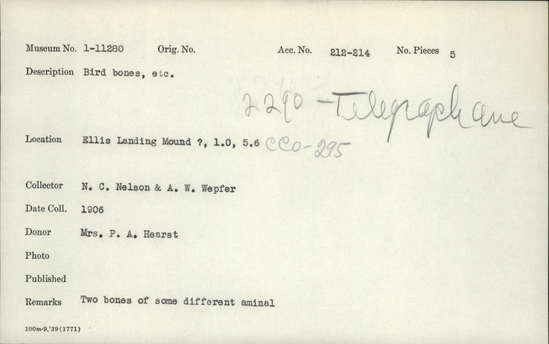 Museum No. 1-11280 Orig. No. Acc. No. 212-214 No. Pieces 5
Description Bird bones, etc.
2290 - Telegraph Ave
Location Ellis Landing Mound ?, 1.0, 5.6 CCo-295
Collector N. C. Nelson & A. W. Wepfer
Date Coll. 1906
Donor Mrs. P. A. Hearst
Photo
Published
Remarks Two bones of some different aminal
100m-9,'39(1771)